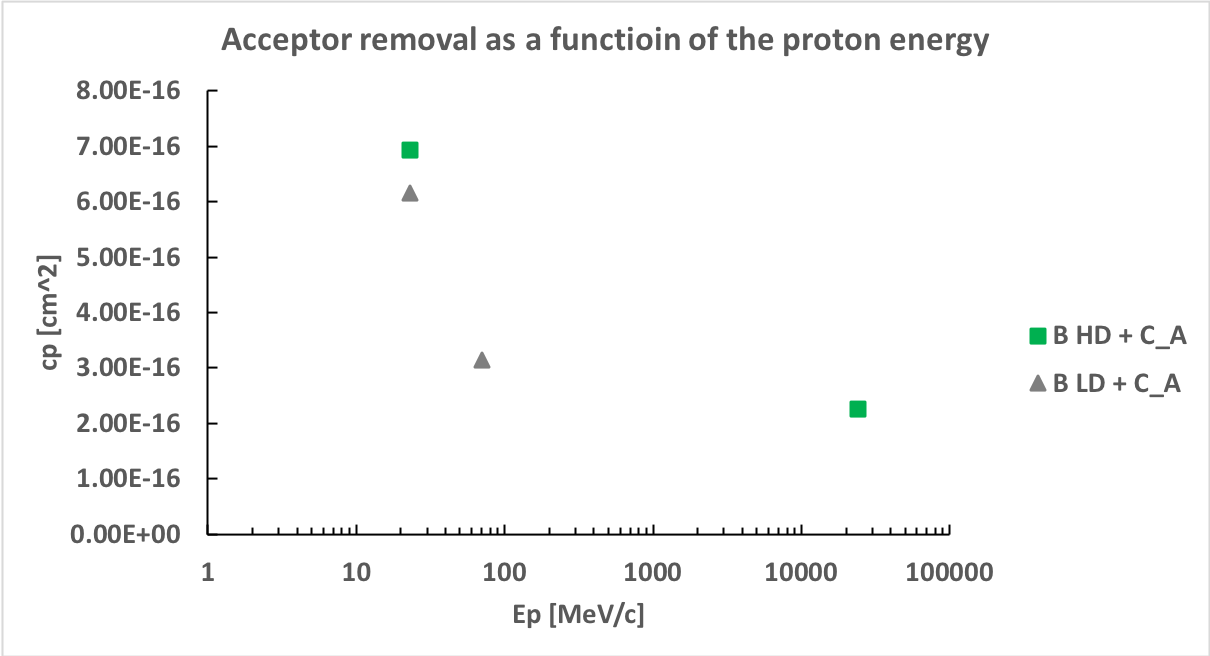 Acceptor removal as a functioin of the proton energy
8.00E-16
7.00E-16
6.00E-16
5.00E-16
4.00E-16
3.00E-16
2.00E-16
1.00E-16
0.00E+00
cp [cm^2]
1 10 100 1000 10000 100000
Ep [MeV/c]
B HD + C_A
B LD + C_A